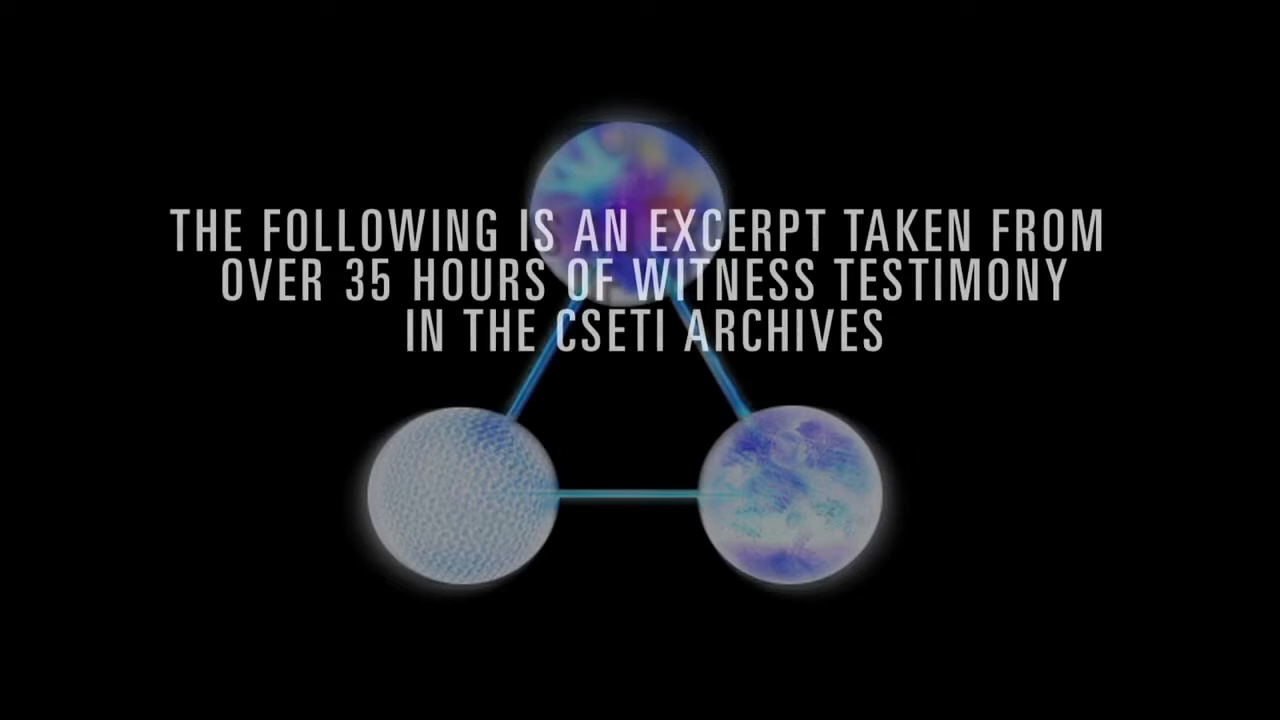 THE FOLLOWING IS AN EXCERPT TAKEN FROM
OVER 35 HOURS OF WITNESS TESTIMONY
IN THE CSETI ARCHIVES